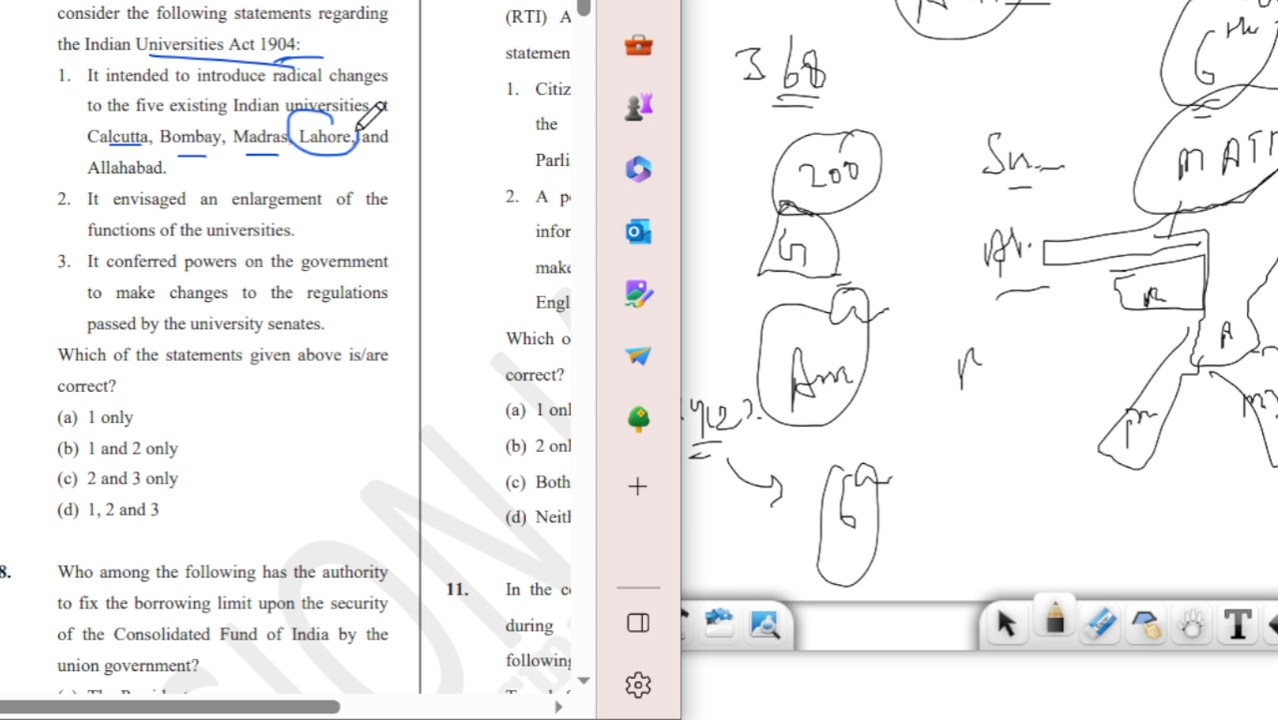 consider the following statements regarding
the Indian Universities Act 1904:
1. It intended to introduce radical changes
to the five existing Indian universities at
Calcutta, Bombay, Madras, Lahore, and
Allahabad.
2. It envisaged an enlargement of the
functions of the universities.
3. It conferred powers on the government
to make changes to the regulations
passed by the university senates.
Which of the statements given above is/are
correct?
(a) 1 only
(b) 1 and 2 only
(c) 2 and 3 only
(d) 1, 2 and 3
8. Who among the following has the authority
to fix the borrowing limit upon the security
of the Consolidated Fund of India by the
union government?
(RTI) A
statemen
1. Citiz
the
Parli
2. A p
infor
make
Engl
Which o
correct?
(a) 1 onl
(b) 2 onl
(c) Both
(d) Neitl
11. In the c
during
following
368
200
G
Am
6th
MATH
T